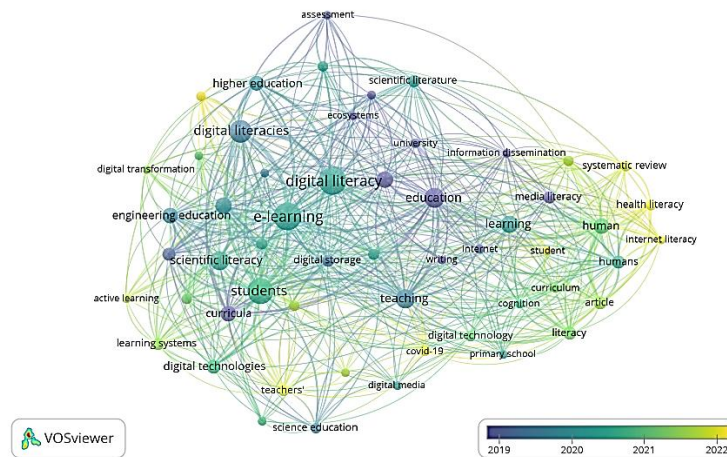 assessment
higher education
scientific literature
ecosystems
digital literacies
university
information dissemination
systematic review
digital transformation
digital literacy
education
media literacy
health literacy
engineering education
e-learning
learning
human
internet literacy
internet
student
scientific literacy
digital storage
writing
humans
active learning
students
teaching
curriculum
cognition
article
curricula
learning systems
digital technology
literacy
covid-19
primary school
digital technologies
teachers'
digital media
science education
VOSviewer
2019 2020 2021 2022